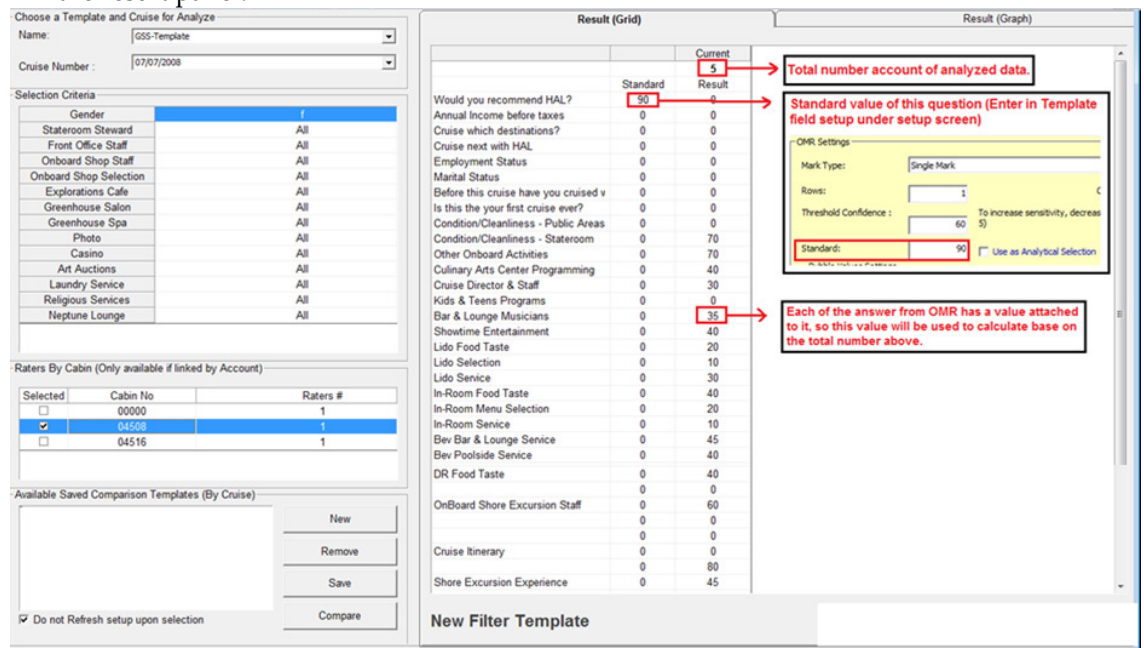 Choose a Template and Cruise for Analyze
Name: GSS-Template
Cruise Number : 07/07/2008
Selection Criteria
Gender f
Stateroom Steward All
Front Office Staff All
Onboard Shop Staff All
Onboard Shop Selection All
Explorations Cafe All
Greenhouse Salon All
Greenhouse Spa All
Photo All
Casino All
Art Auctions All
Laundry Service All
Religious Services All
Neptune Lounge All
Raters By Cabin (Only available if linked by Account)
Selected Cabin No Raters #
00000 1
04508 1
04516 1
Available Saved Comparison Templates (By Cruise)
New
Remove
Save
Compare
Do not Refresh setup upon selection
Result (Grid) Result (Graph)
Current
5
Standard Result
Would you recommend HAL? 90 0
Annual Income before taxes 0 0
Cruise which destinations? 0 0
Cruise next with HAL 0 0
Employment Status 0 0
Marital Status 0 0
Before this cruise have you cruised v 0 0
Is this the your first cruise ever? 0 0
Condition/Cleanliness - Public Areas 0 0
Condition/Cleanliness - Stateroom 0 70
Other Onboard Activities 0 70
Culinary Arts Center Programming 0 40
Cruise Director & Staff 0 30
Kids & Teens Programs 0 0
Bar & Lounge Musicians 0 35
Showtime Entertainment 0 40
Lido Food Taste 0 20
Lido Selection 0 10
Lido Service 0 30
In-Room Food Taste 0 40
In-Room Menu Selection 0 20
In-Room Service 0 10
Bev Bar & Lounge Service 0 45
Bev Poolside Service 0 40
DR Food Taste 0 40
0 0
OnBoard Shore Excursion Staff 0 60
0 0
0 0
Cruise Itinerary 0 0
0 80
Shore Excursion Experience 0 45
New Filter Template
Total number account of analyzed data.
Standard value of this question (Enter in Template
field setup under setup screen)
OMR Settings
Mark Type: Single Mark
Rows: 1
Threshold Confidence : 60 To increase sensitivity, decreas
5)
Standard: 90 Use as Analytical Selection
Each of the answer from OMR has a value attached
to it, so this value will be used to calculate base on
the total number above.